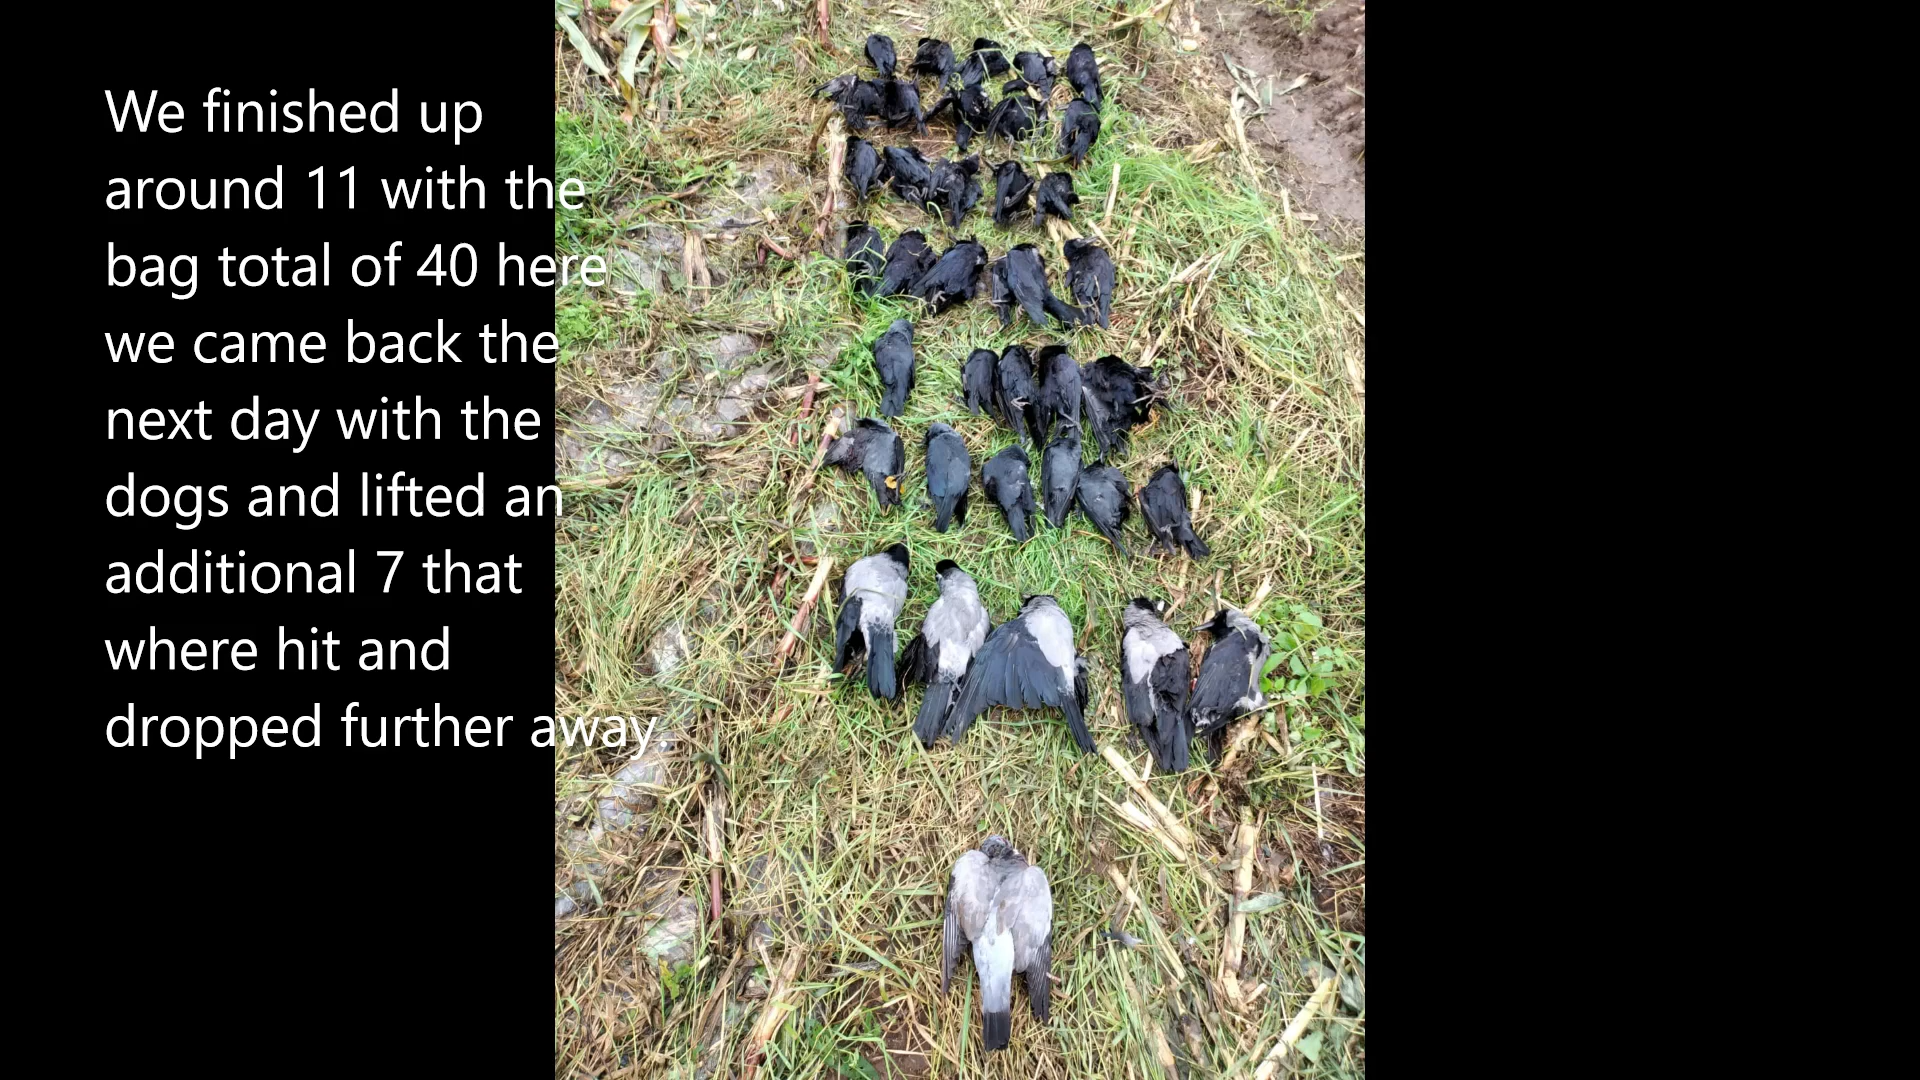 We finished up
around 11 with the
bag total of 40 here
we came back the
next day with the
dogs and lifted an
additional 7 that
where hit and
dropped further away